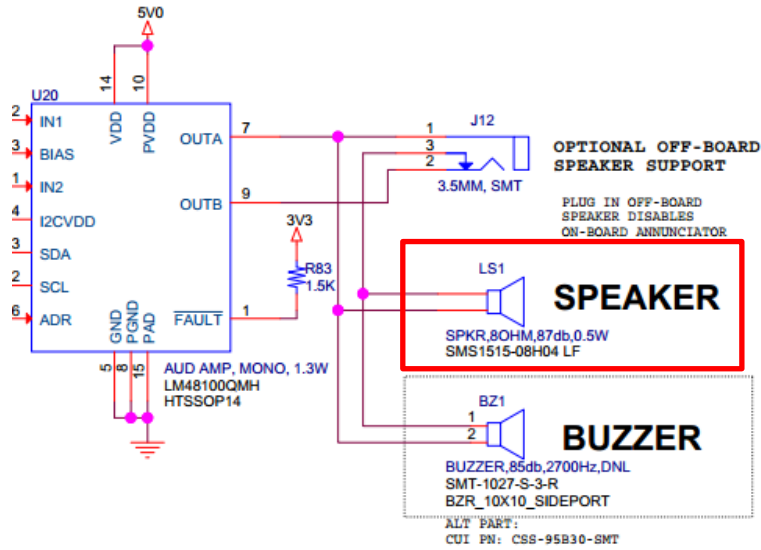 5V0
14
10
U20
2 IN1
VDD
PVDD
OUTA 7
3 BIAS
1 IN2
OUTB 9
4 I2CVDD
3 SDA
2 SCL
6 ADR
GND
PGND
PAD
FAULT 1
5
8
15
3V3
R83
1.5K
AUD AMP, MONO, 1.3W
LM48100QMH
HTSSOP14
J12
1
3
2
3.5MM, SMT
OPTIONAL OFF-BOARD
SPEAKER SUPPORT
PLUG IN OFF-BOARD
SPEAKER DISABLES
ON-BOARD ANNUNCIATOR
LS1
SPEAKER
SPKR,8OHM,87db,0.5W
SMS1515-08H04 LF
BZ1
1
2
BUZZER
BUZZER,85db,2700Hz,DNL
SMT-1027-S-3-R
BZR_10X10_SIDEPORT
ALT PART:
CUI PN: CSS-95B30-SMT